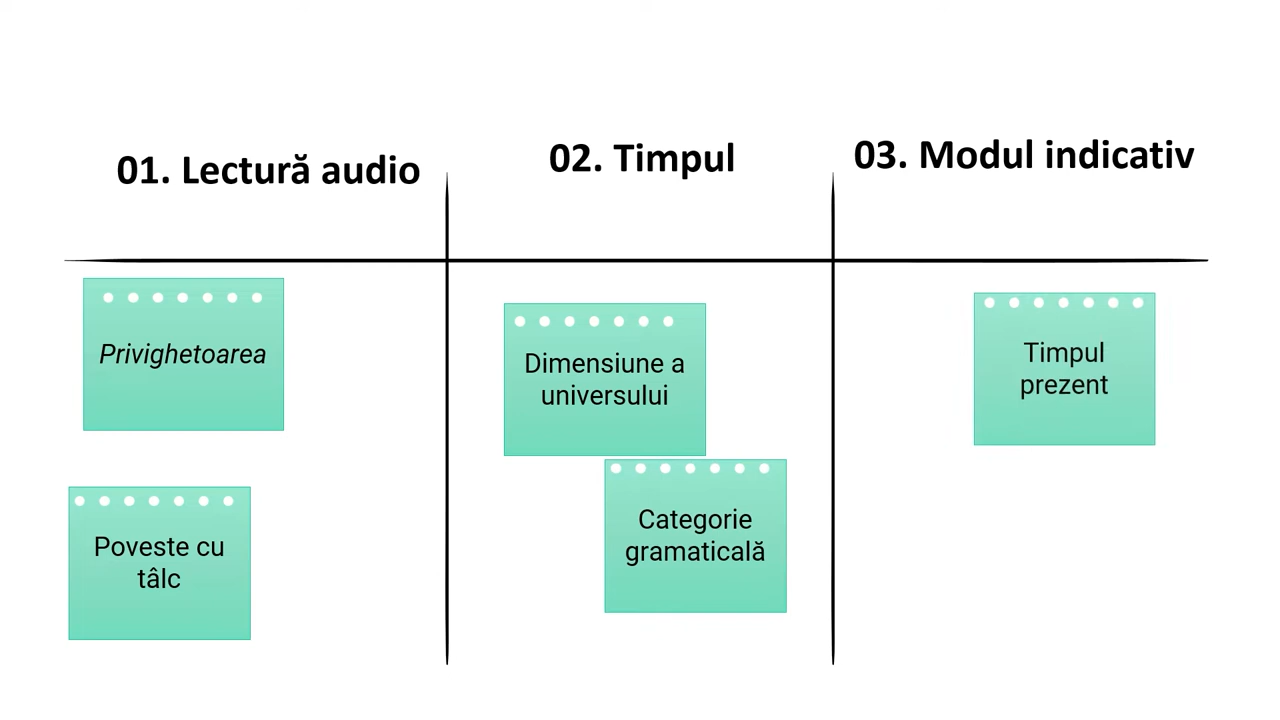 01. Lectură audio
02. Timpul
03. Modul indicativ
Privighetoarea
Poveste cu
tâlc
Dimensiune a
universului
Categorie
gramaticală
Timpul
prezent